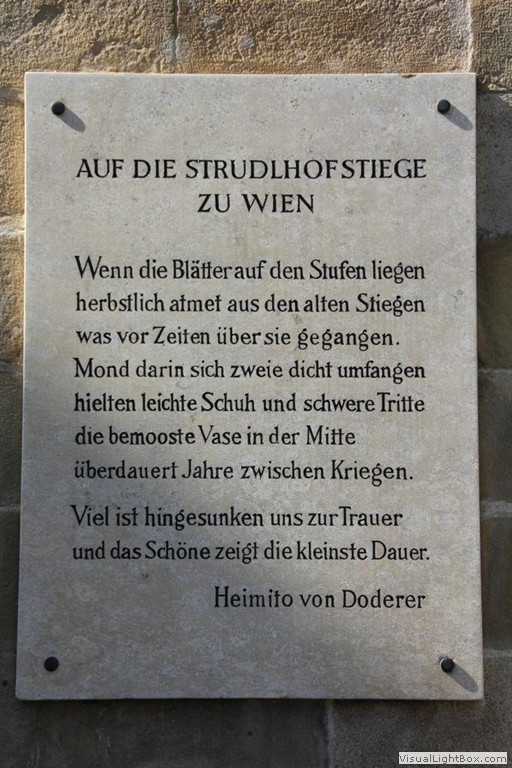 AUF DIE STRUDLHOFSTIEGE
ZU WIEN
Wenn die Blätter auf den Stufen liegen
herbstlich atmet aus den alten Stiegen
was vor Zeiten über sie gegangen.
Mond darin sich zweie dicht umfangen
hielten leichte Schuh und schwere Tritte
die bemooste Vase in der Mitte
überdauert Jahre zwischen Kriegen.
Viel ist hingesunken uns zur Trauer
und das Schöne zeigt die kleinste Dauer.
Heimito von Doderer
VisualLightBox.com